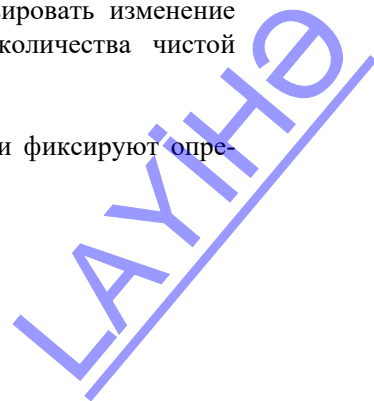 ировать изменение
количества чистой
и фиксируют опре-
LAYİHƏ